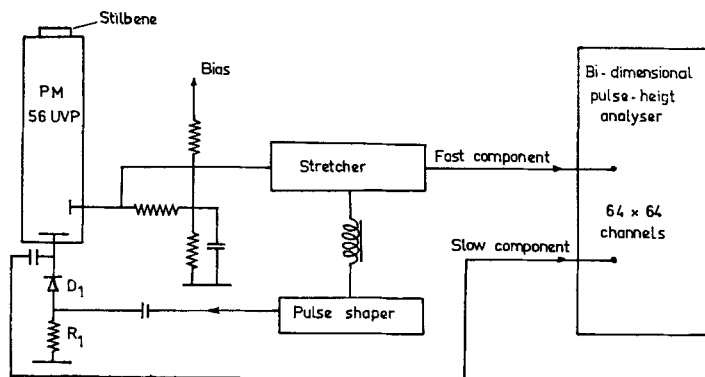 Stilbene
PM
56 UVP
Bias
Stretcher
Fast component
Bi-dimensional
pulse-heigt
analyser
64 × 64
channels
Slow component
D1
Pulse shaper
R1